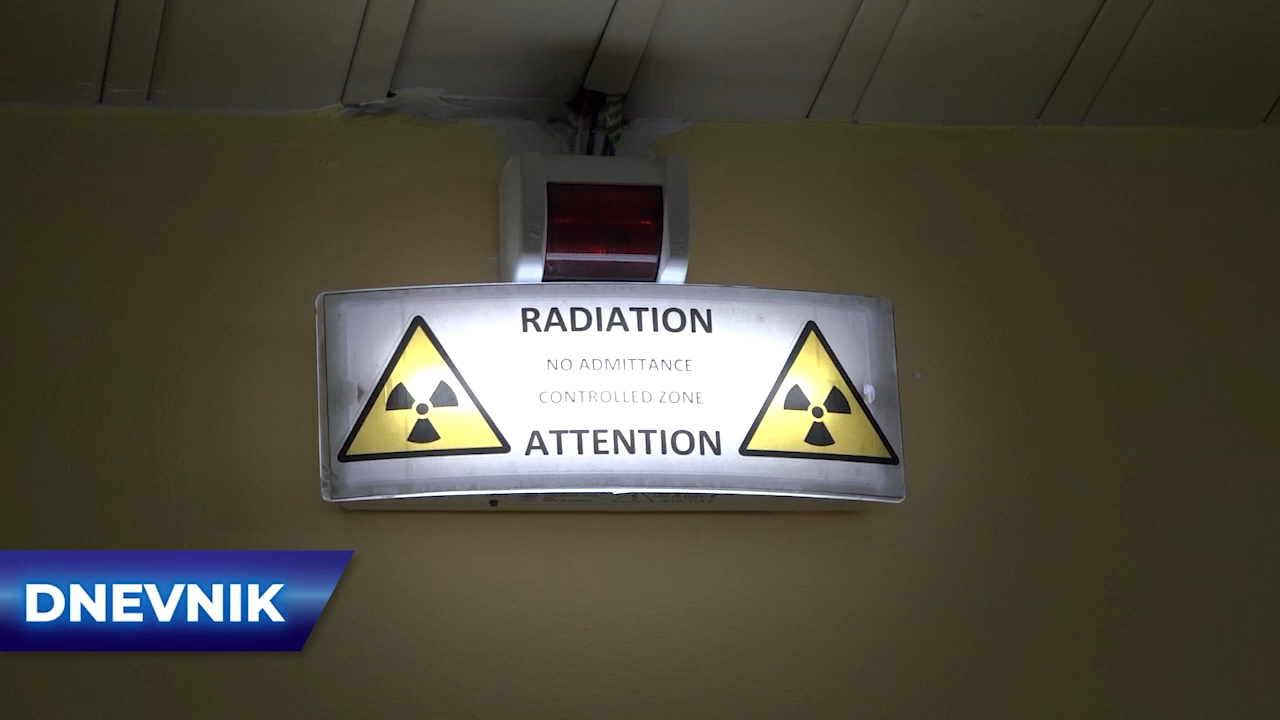 RADIATION
NO ADMITTANCE
CONTROLLED ZONE
ATTENTION
DNEVNIK